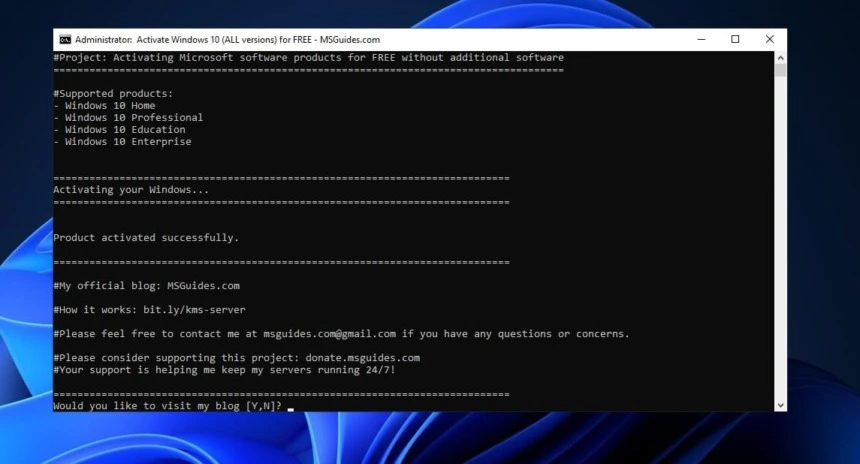 Administrator: Activate Windows 10 (ALL versions) for FREE - MSGuides.com
#Project: Activating Microsoft software products for FREE without additional software
=====================================================================================
#Supported products:
- Windows 10 Home
- Windows 10 Professional
- Windows 10 Education
- Windows 10 Enterprise
============================================================================
Activating your Windows...
============================================================================
Product activated successfully.
============================================================================
#My official blog: MSGuides.com
#How it works: bit.ly/kms-server
#Please feel free to contact me at msguides.com@gmail.com if you have any questions or concerns.
#Please consider supporting this project: donate.msguides.com
#Your support is helping me keep my servers running 24/7!
============================================================================
Would you like to visit my blog [Y,N]?